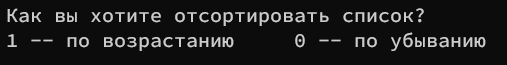 Как вы хотите отсортировать список?
1 -- по возрастанию     0 -- по убыванию